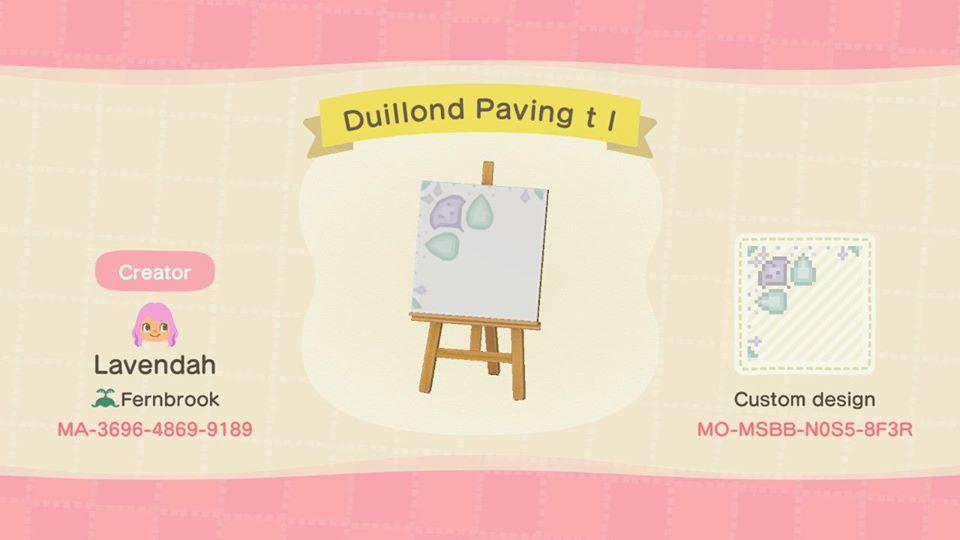 Duillond Paving t l
Creator
Lavendah
Fernbrook
MA-3696-4869-9189
Custom design
MO-MSBB-N0S5-8F3R